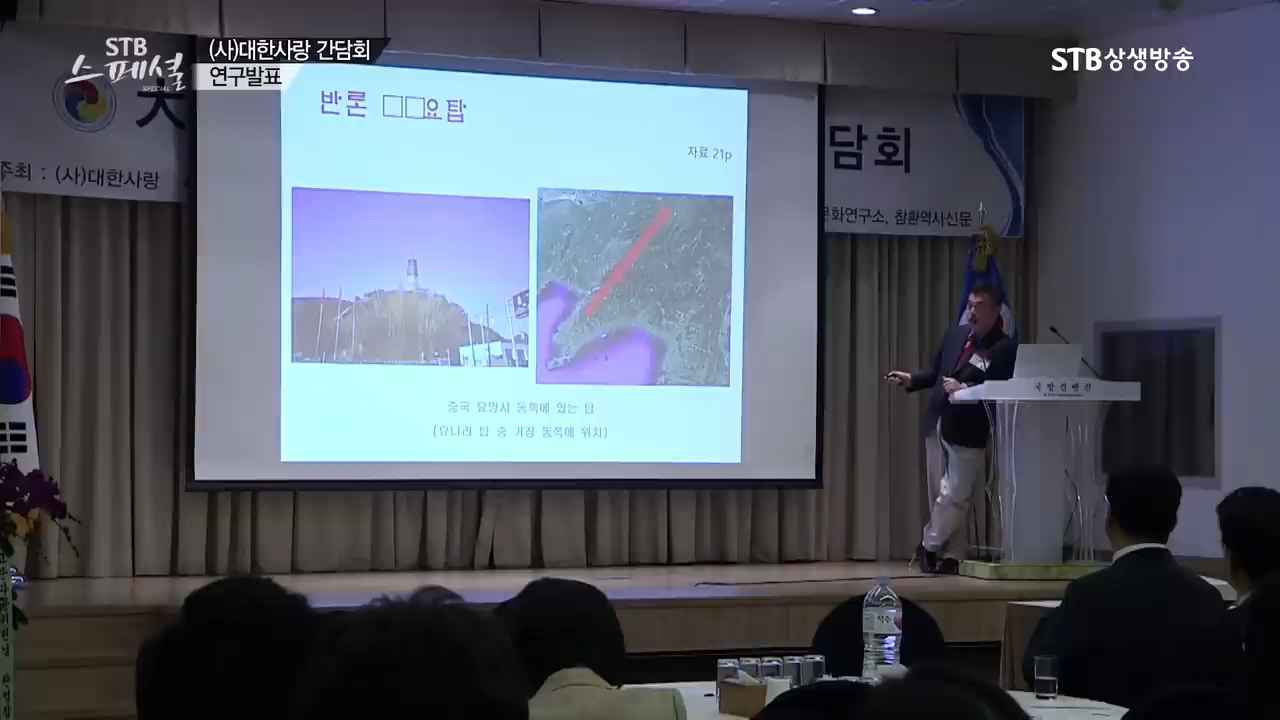 STB
스페셜
SPECIAL
(사)대한사랑 간담회
연구발표
STB상생방송
반론 □□요탑
자료 21p
중국 요양시 동쪽에 있는 탑
(요나라 탑 중 가장 동쪽에 위치)
담회
주최 : (사)대한사랑
문화연구소, 참환역사신문
국방컨벤션
석수